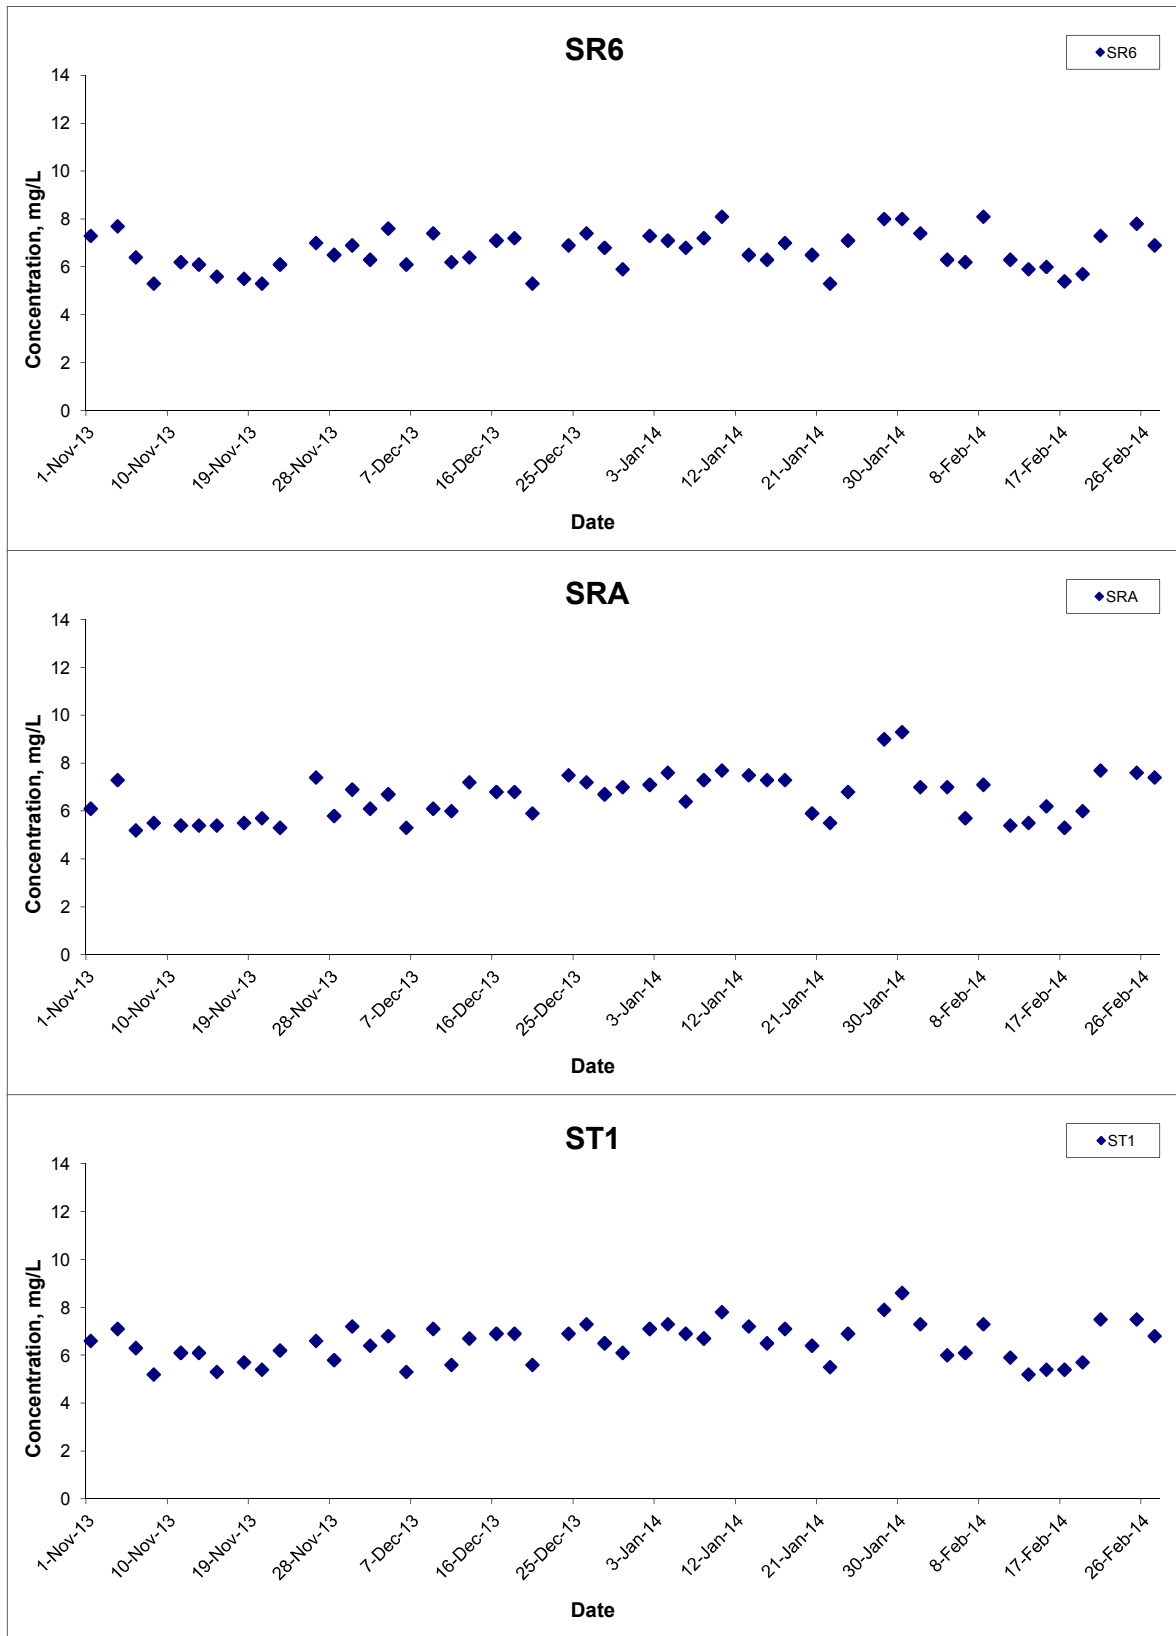 SR6
SR6
14
12
10
8
6
4
2
0
Concentration, mg/L
1-Nov-13
10-Nov-13
19-Nov-13
28-Nov-13
7-Dec-13
16-Dec-13
25-Dec-13
3-Jan-14
12-Jan-14
21-Jan-14
30-Jan-14
8-Feb-14
17-Feb-14
26-Feb-14
Date
SRA
SRA
14
12
10
8
6
4
2
0
Concentration, mg/L
1-Nov-13
10-Nov-13
19-Nov-13
28-Nov-13
7-Dec-13
16-Dec-13
25-Dec-13
3-Jan-14
12-Jan-14
21-Jan-14
30-Jan-14
8-Feb-14
17-Feb-14
26-Feb-14
Date
ST1
ST1
14
12
10
8
6
4
2
0
Concentration, mg/L
1-Nov-13
10-Nov-13
19-Nov-13
28-Nov-13
7-Dec-13
16-Dec-13
25-Dec-13
3-Jan-14
12-Jan-14
21-Jan-14
30-Jan-14
8-Feb-14
17-Feb-14
26-Feb-14
Date